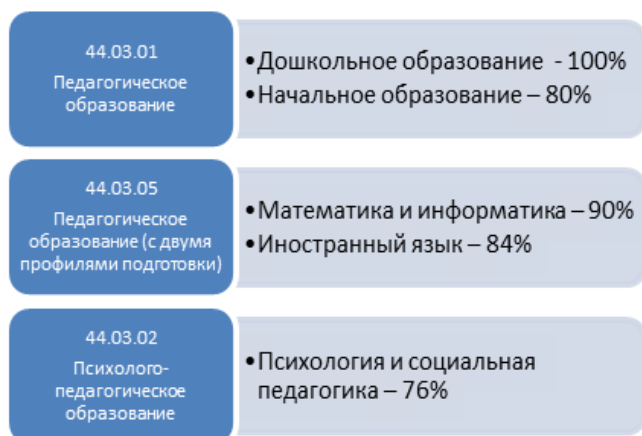 44.03.01
Педагогическое
образование
•Дошкольное образование - 100%
•Начальное образование – 80%
44.03.05
Педагогическое
образование (с двумя
профилями подготовки)
•Математика и информатика – 90%
•Иностранный язык – 84%
44.03.02
Психолого-
педагогическое
образование
•Психология и социальная
педагогика – 76%